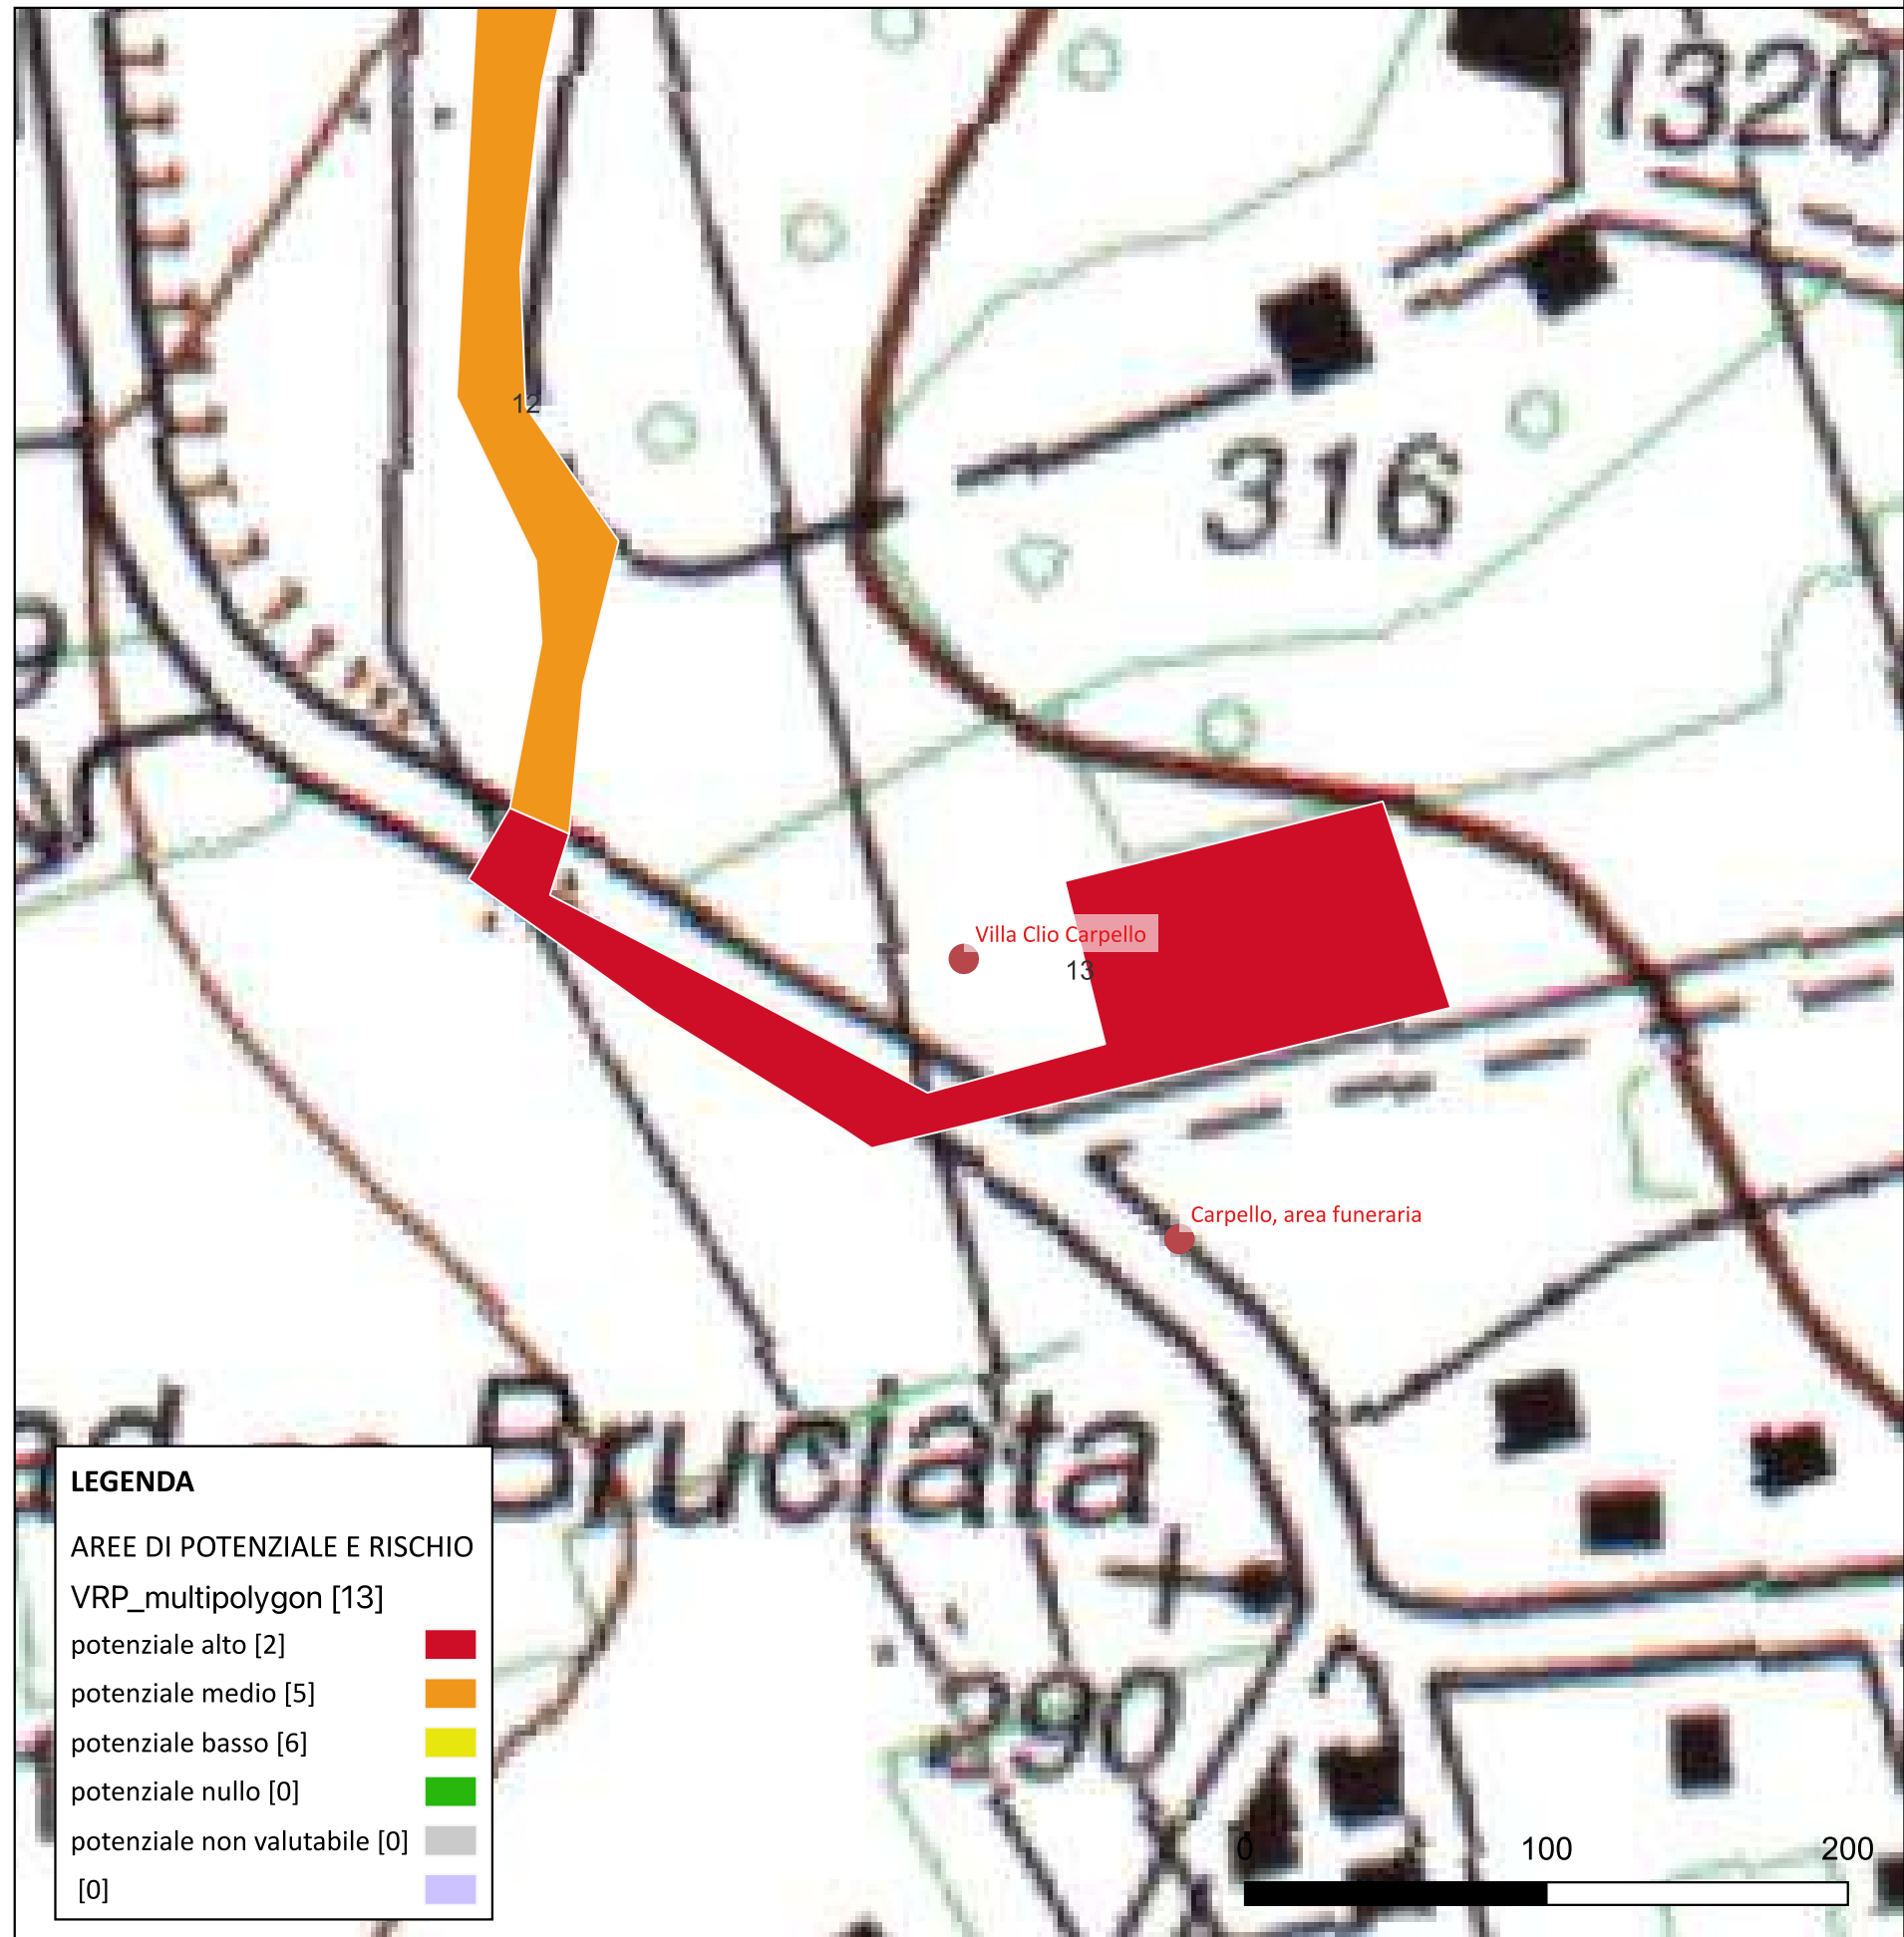 1320
12
316
9
Villa Clio Carpello
13
Carpello, area funeraria
ad Bruciata
LEGENDA
AREE DI POTENZIALE E RISCHIO
VRP_multipolygon [13]
potenziale alto [2]
potenziale medio [5]
potenziale basso [6]
potenziale nullo [0]
potenziale non valutabile [0]
[0]
290
0 100 200